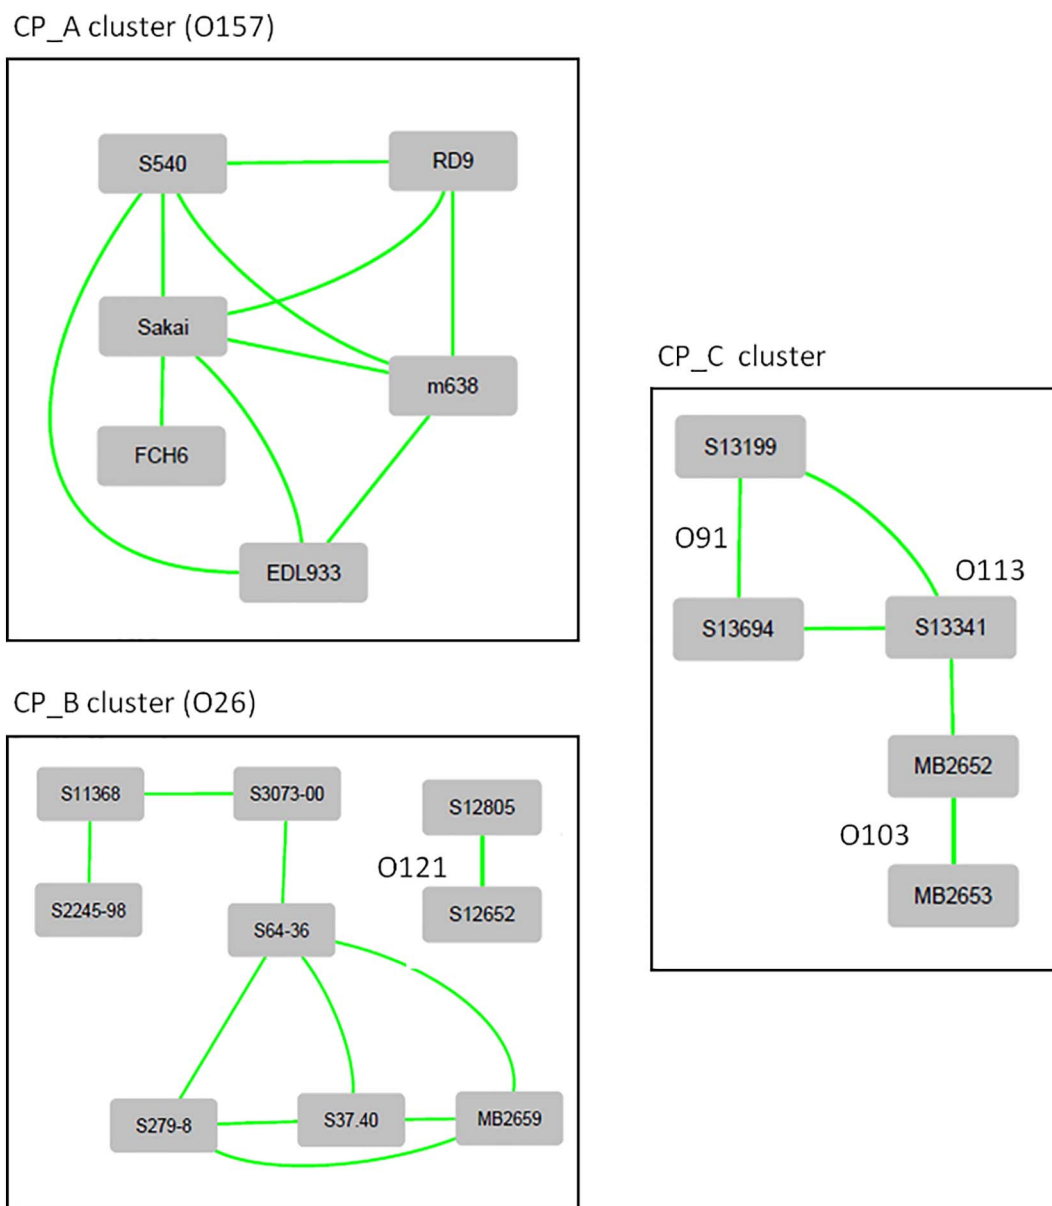 CP_A cluster (O157)
S540
RD9
Sakai
m638
FCH6
EDL933
CP_C  cluster
S13199
O91
O113
S13694
S13341
MB2652
O103
MB2653
CP_B cluster (O26)
S11368
S3073-00
S12805
O121
S2245-98
S12652
S64-36
S279-8
S37.40
MB2659